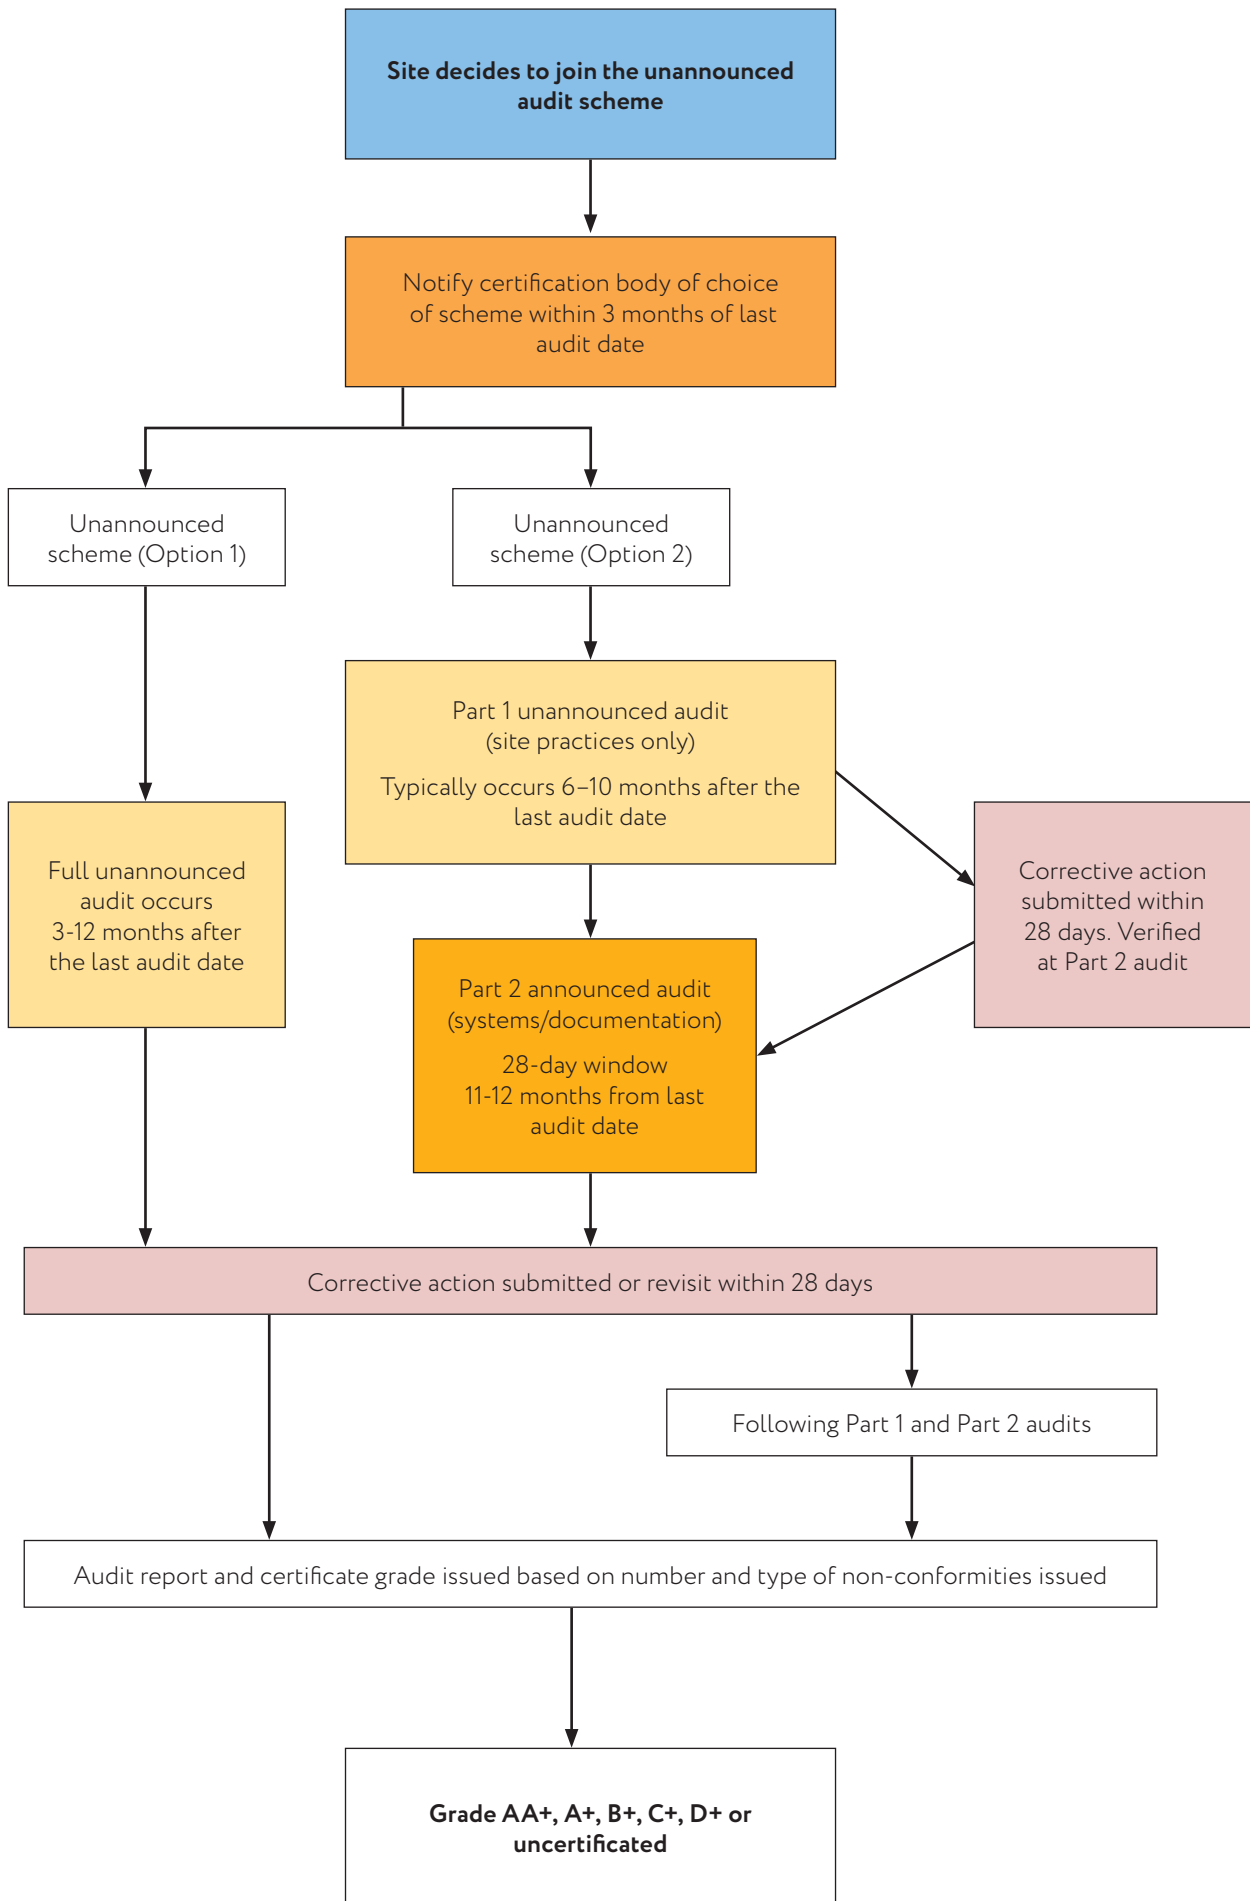 Site decides to join the unannounced
audit scheme
Notify certification body of choice
of scheme within 3 months of last
audit date
Unannounced
scheme (Option 1)
Unannounced
scheme (Option 2)
Part 1 unannounced audit
(site practices only)
Typically occurs 6–10 months after the
last audit date
Full unannounced
audit occurs
3-12 months after
the last audit date
Corrective action
submitted within
28 days. Verified
at Part 2 audit
Part 2 announced audit
(systems/documentation)
28-day window
11-12 months from last
audit date
Corrective action submitted or revisit within 28 days
Following Part 1 and Part 2 audits
Audit report and certificate grade issued based on number and type of non-conformities issued
Grade AA+, A+, B+, C+, D+ or
uncertificated